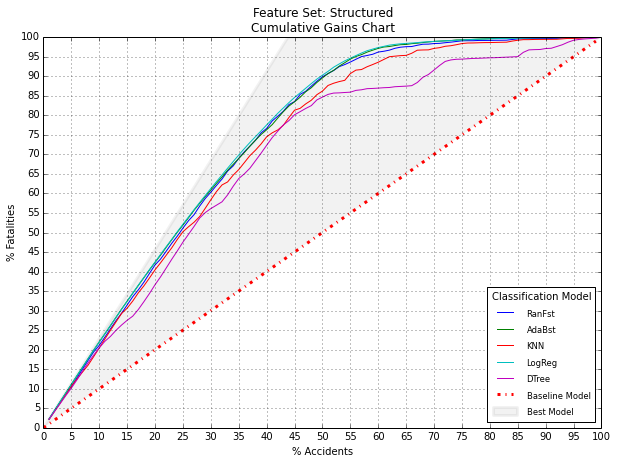 Feature Set: Structured
Cumulative Gains Chart
100
95
90
85
80
75
70
65
60
55
50
45
40
35
30
25
20
15
10
5
0
% Fatalities
Classification Model
RanFst
AdaBst
KNN
LogReg
DTree
Baseline Model
Best Model
0 5 10 15 20 25 30 35 40 45 50 55 60 65 70 75 80 85 90 95 100
% Accidents